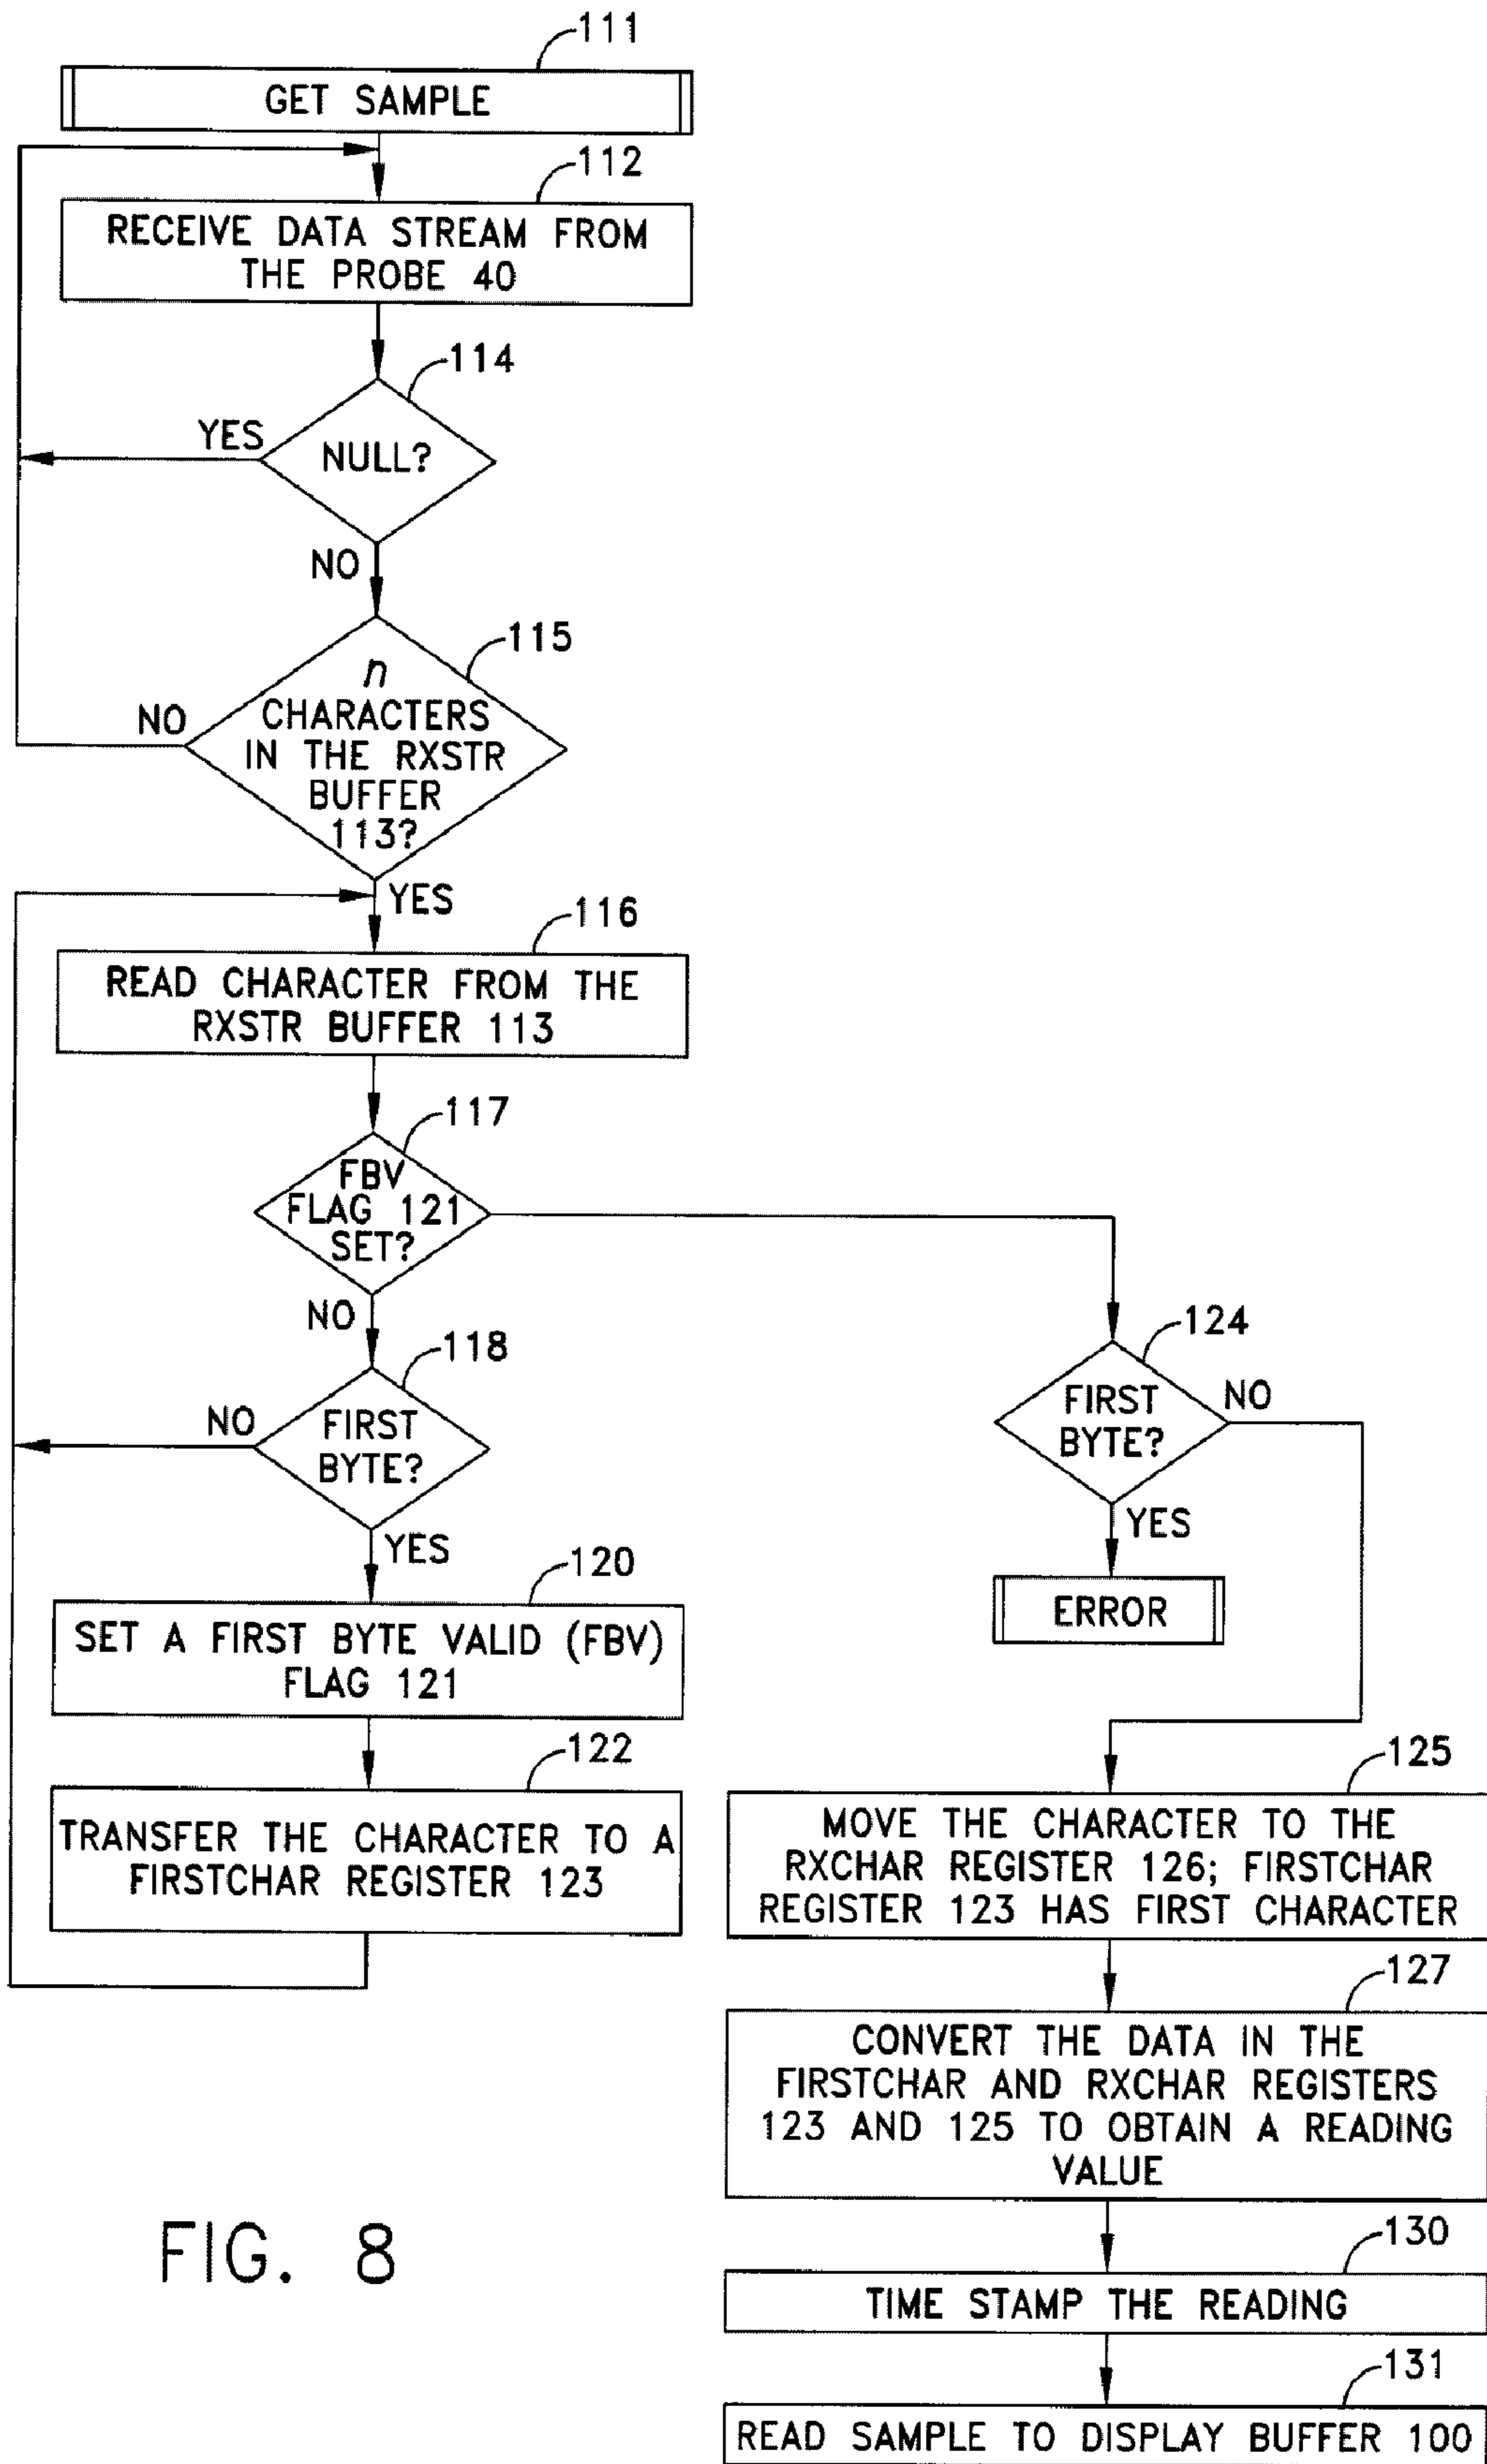 111
GET SAMPLE
112
RECEIVE DATA STREAM FROM
THE PROBE 40
114
YES
NULL?
NO
115
n
NO
CHARACTERS
IN THE RXSTR
BUFFER
113?
YES
116
READ CHARACTER FROM THE
RXSTR BUFFER 113
117
FBV
FLAG 121
SET?
NO
118
NO
FIRST
BYTE?
YES
120
SET A FIRST BYTE VALID (FBV)
FLAG 121
122
TRANSFER THE CHARACTER TO A
FIRSTCHAR REGISTER 123
124
FIRST
BYTE?
NO
YES
ERROR
125
MOVE THE CHARACTER TO THE
RXCHAR REGISTER 126; FIRSTCHAR
REGISTER 123 HAS FIRST CHARACTER
127
CONVERT THE DATA IN THE
FIRSTCHAR AND RXCHAR REGISTERS
123 AND 125 TO OBTAIN A READING
VALUE
130
TIME STAMP THE READING
131
READ SAMPLE TO DISPLAY BUFFER 100
FIG. 8